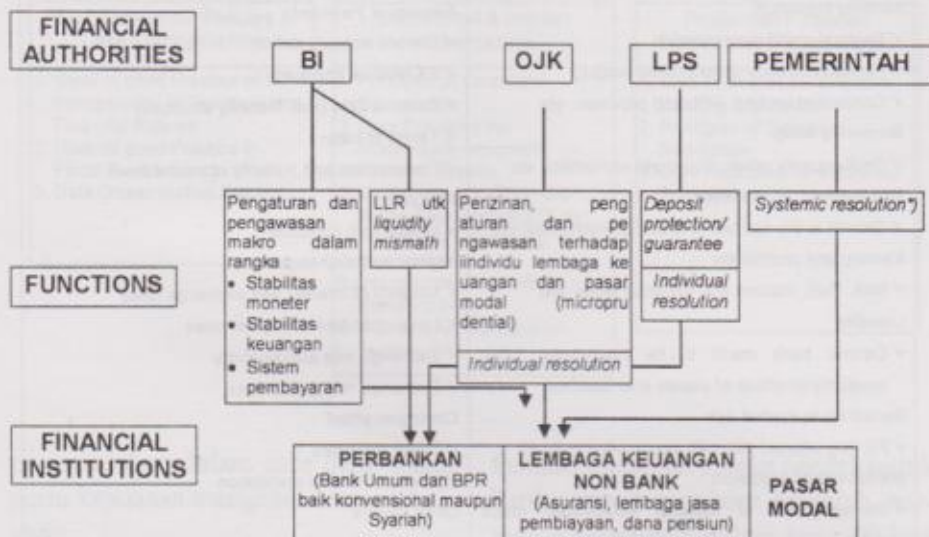 FINANCIAL
AUTHORITIES
BI
OJK
LPS
PEMERINTAH
FUNCTIONS
Pengaturan dan
pengawasan
makro dalam
rangka
• Stabilitas
moneter
• Stabilitas
keuangan
• Sistem
pembayaran
LLR utk
liquidity
mismath
Perizinan, peng
aturan dan pe
ngawasan terhadap
iindividu lembaga ke
uangan dan pasar
modal (micropru
dential)
Individual resolution
Deposit
protection/
guarantee
Individual
resolution
Systemic resolution*)
FINANCIAL
INSTITUTIONS
PERBANKAN
(Bank Umum dan BPR
baik konvensional maupun
Syariah)
LEMBAGA KEUANGAN
NON BANK
(Asuransi, lembaga jasa
pembiayaan, dana pensiun)
PASAR
MODAL